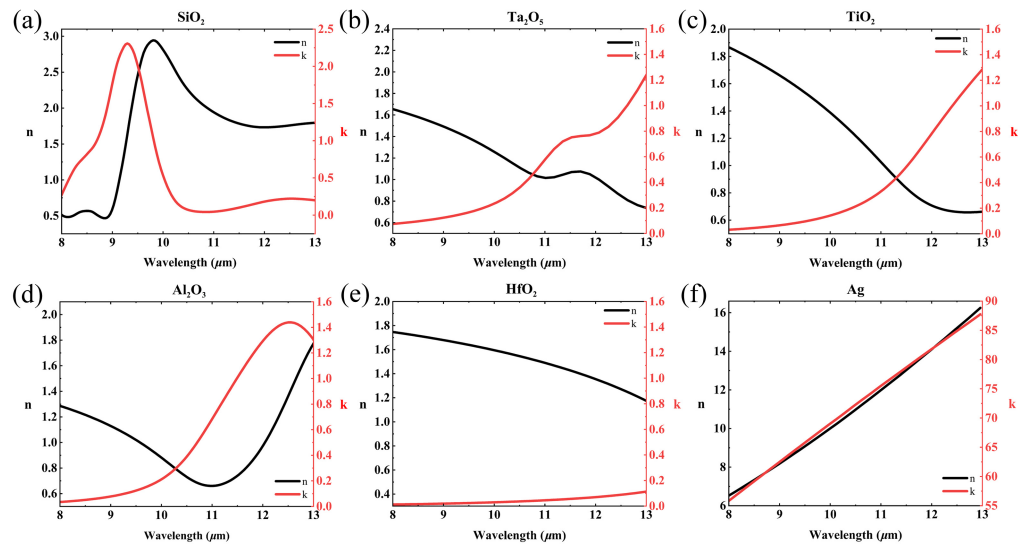 (a)
SiO₂
n
k
3.0
2.5
2.0
1.5
1.0
0.5
2.5
2.0
1.5
1.0
0.5
0.0
n
k
8 9 10 11 12 13
Wavelength (μm)
(b)
Ta₂O₅
n
k
2.4
2.2
2.0
1.8
1.6
1.4
1.2
1.0
0.8
0.6
1.6
1.4
1.2
1.0
0.8
0.6
0.4
0.2
0.0
n
k
8 9 10 11 12 13
Wavelength (μm)
(c)
TiO₂
n
k
2.0
1.8
1.6
1.4
1.2
1.0
0.8
0.6
1.6
1.4
1.2
1.0
0.8
0.6
0.4
0.2
0.0
n
k
8 9 10 11 12 13
Wavelength (μm)
(d)
Al₂O₃
n
k
2.0
1.8
1.6
1.4
1.2
1.0
0.8
0.6
1.6
1.4
1.2
1.0
0.8
0.6
0.4
0.2
0.0
n
k
8 9 10 11 12 13
Wavelength (μm)
(e)
HfO₂
n
k
2.0
1.8
1.6
1.4
1.2
1.0
0.8
0.6
0.4
1.6
1.4
1.2
1.0
0.8
0.6
0.4
0.2
0.0
n
k
8 9 10 11 12 13
Wavelength (μm)
(f)
Ag
n
k
16
14
12
10
8
6
90
85
80
75
70
65
60
55
n
k
8 9 10 11 12 13
Wavelength (μm)